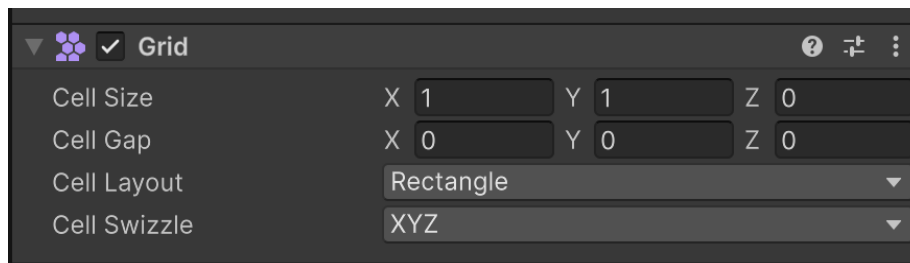 Grid
Cell Size X 1 Y 1 Z 0
Cell Gap X 0 Y 0 Z 0
Cell Layout Rectangle
Cell Swizzle XYZ